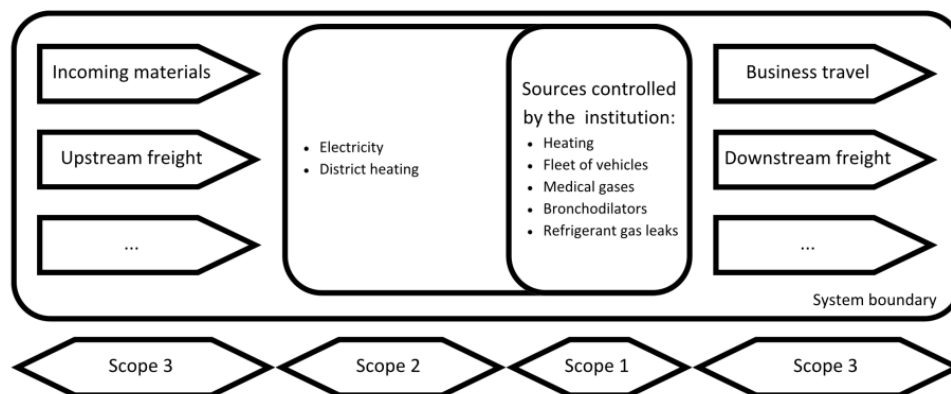 Incoming materials
Upstream freight
...
• Electricity
• District heating
Sources controlled
by the institution:
• Heating
• Fleet of vehicles
• Medical gases
• Bronchodilators
• Refrigerant gas leaks
Business travel
Downstream freight
...
System boundary
Scope 3
Scope 2
Scope 1
Scope 3